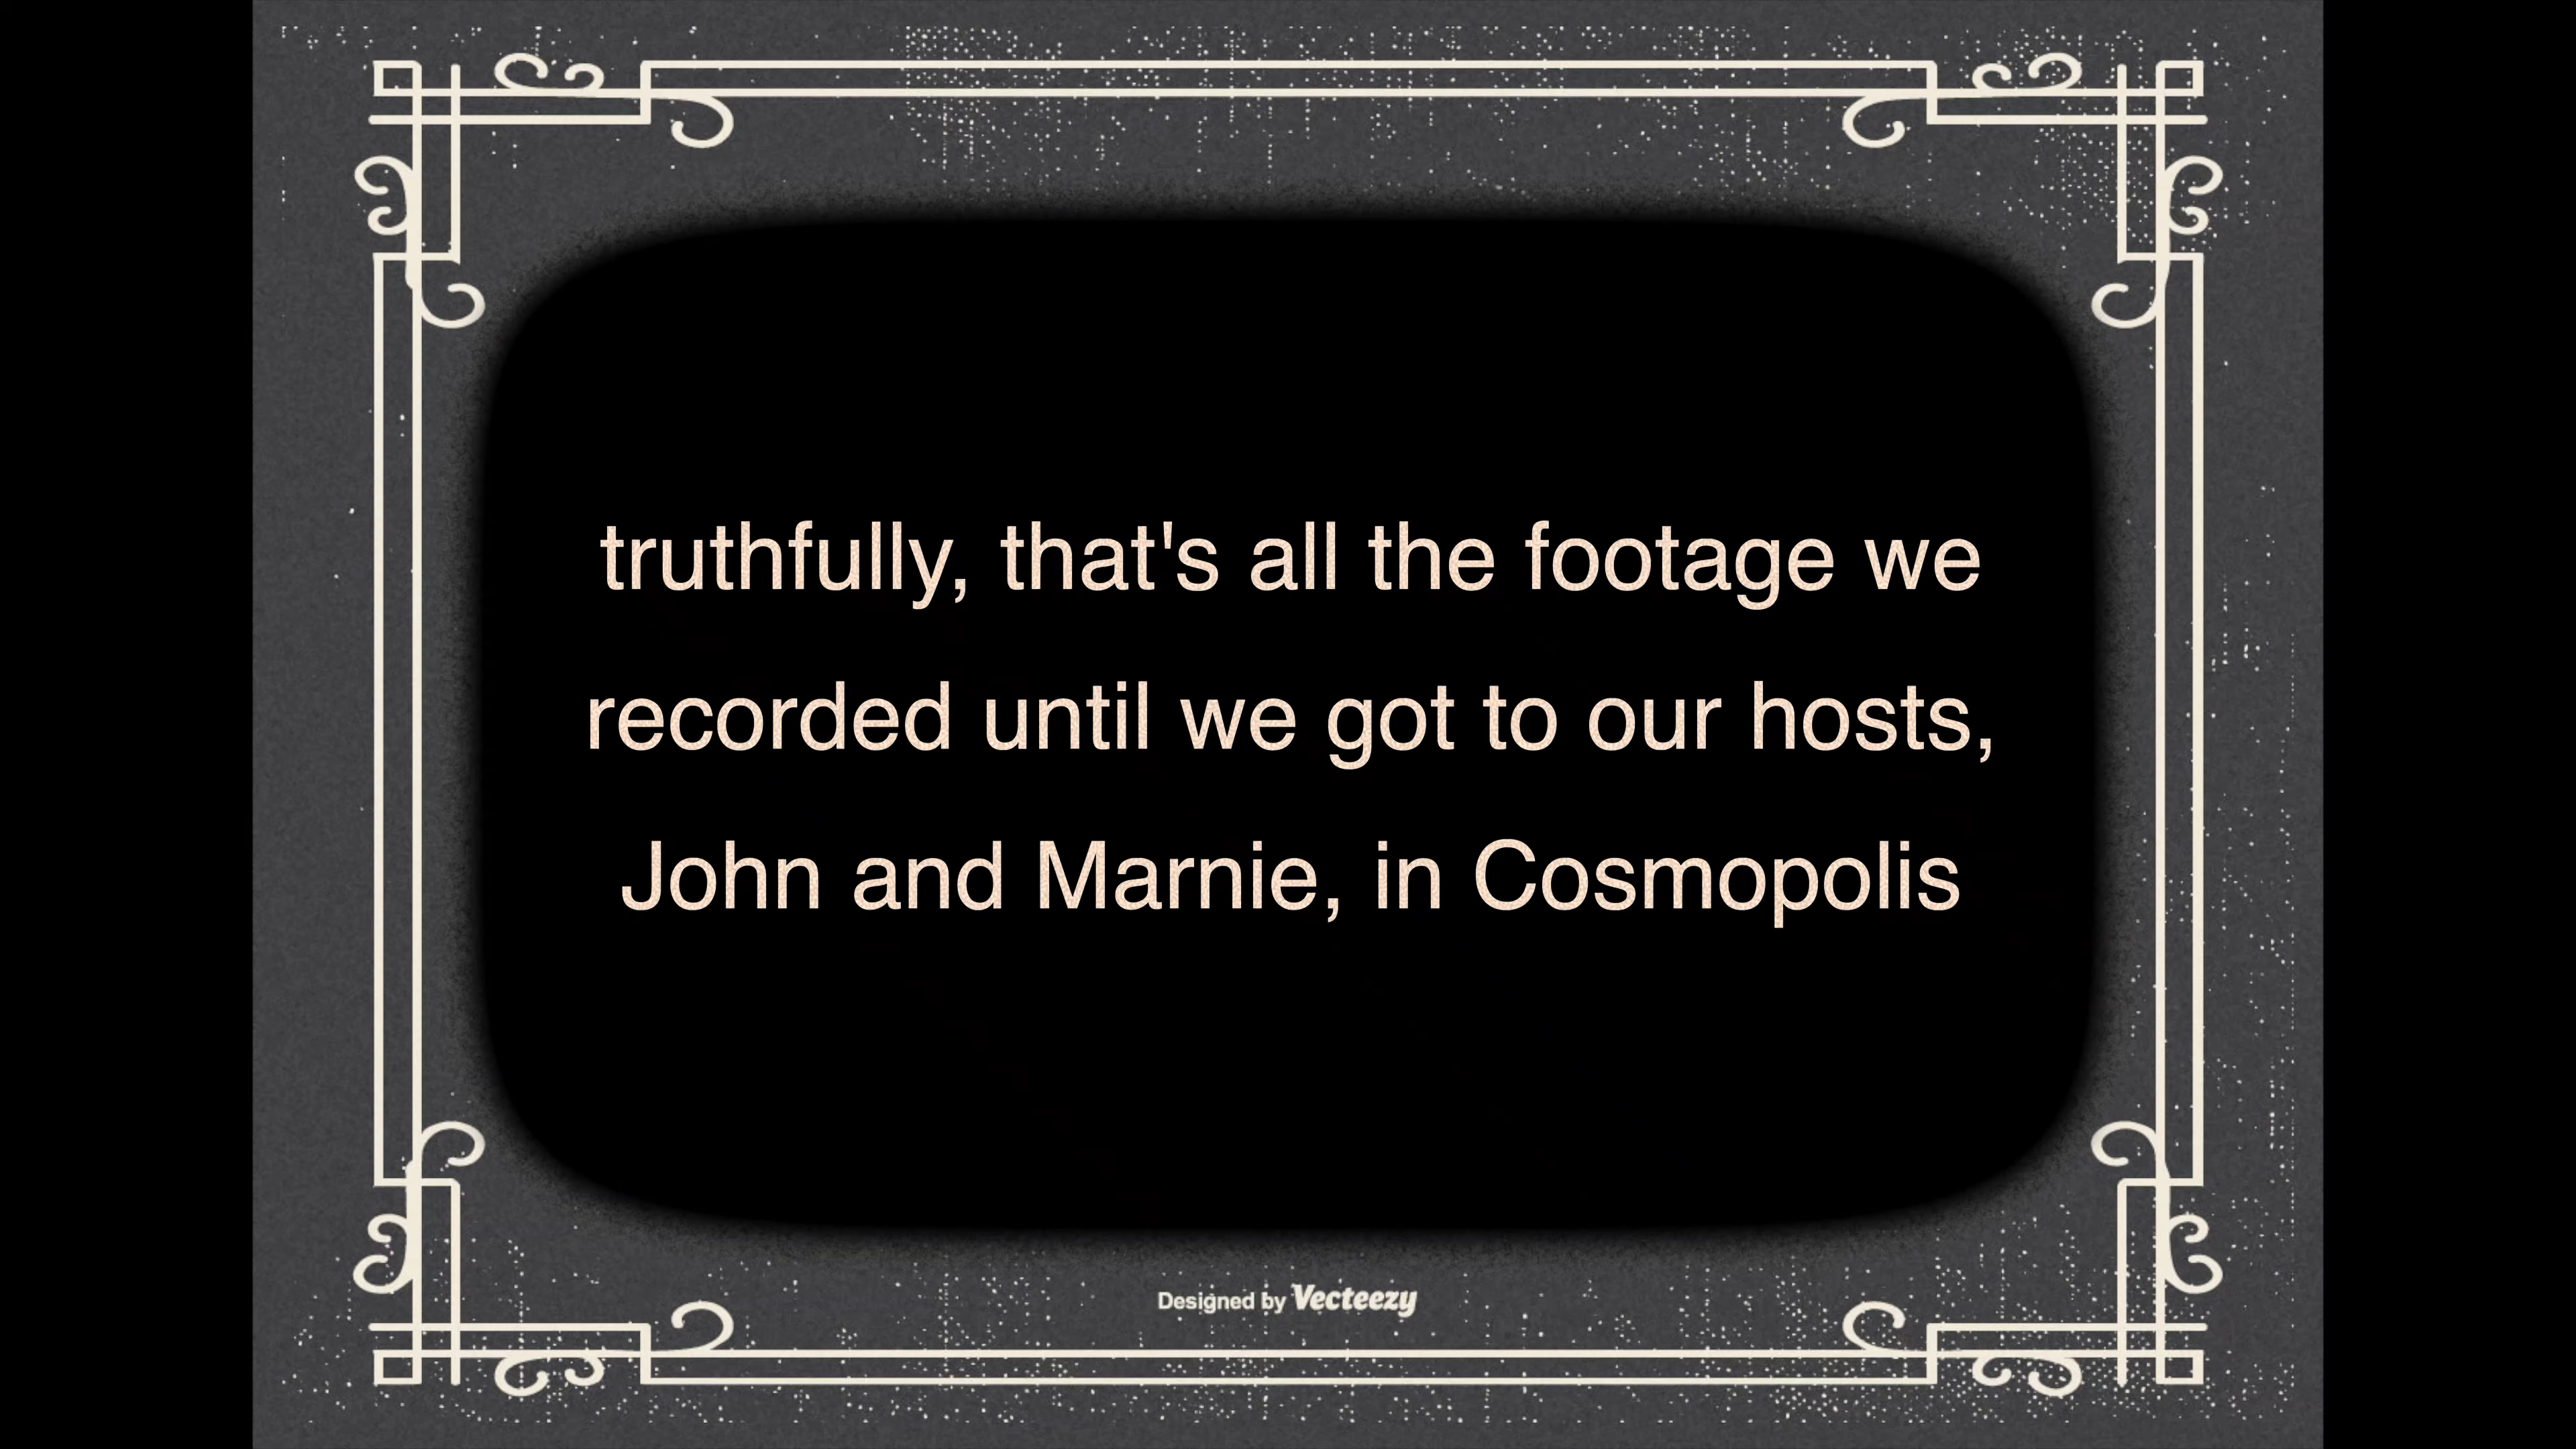 truthfully, that's all the footage we
recorded until we got to our hosts,
John and Marnie, in Cosmopolis
Designed by Vecteezy